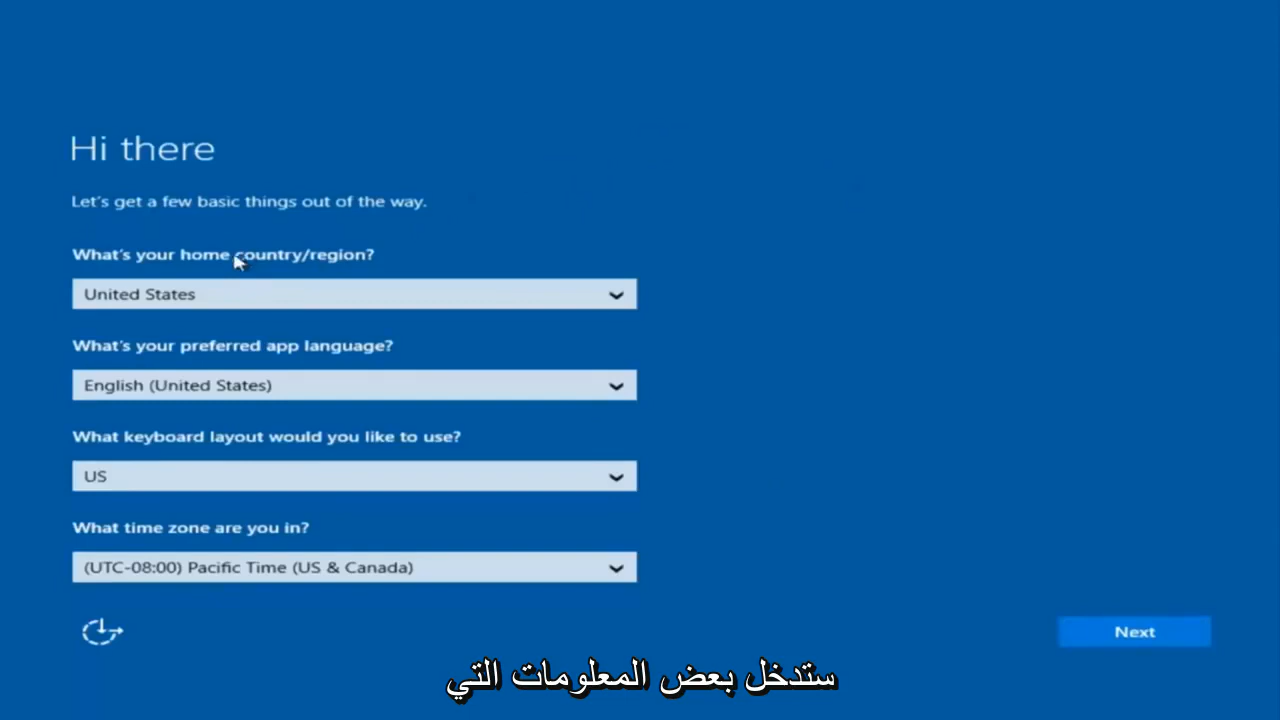 Hi there
Let's get a few basic things out of the way.
What's your home country/region?
United States
What's your preferred app language?
English (United States)
What keyboard layout would you like to use?
US
What time zone are you in?
(UTC-08:00) Pacific Time (US & Canada)
Next
ستدخل بعض المعلومات التي